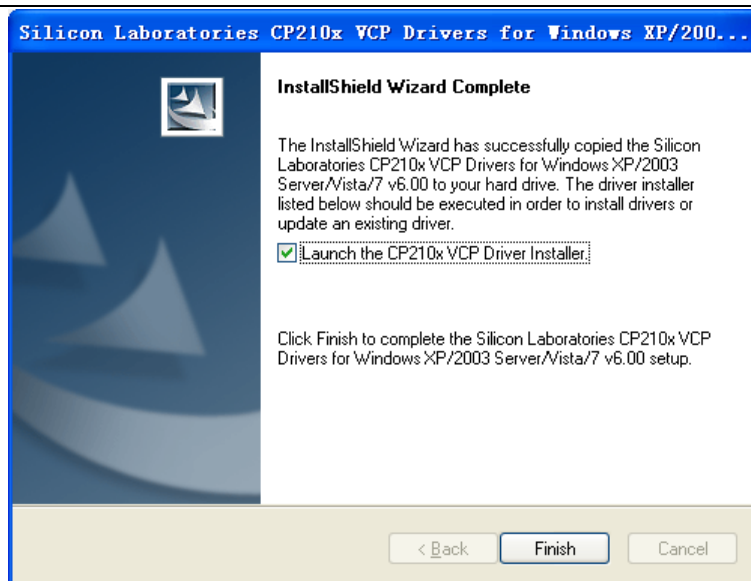 Silicon Laboratories CP210x VCP Drivers for Windows XP/200...
InstallShield Wizard Complete
The InstallShield Wizard has successfully copied the Silicon
Laboratories CP210x VCP Drivers for Windows XP/2003
Server/Vista/7 v6.00 to your hard drive. The driver installer
listed below should be executed in order to install drivers or
update an existing driver.
Launch the CP210x VCP Driver Installer.
Click Finish to complete the Silicon Laboratories CP210x VCP
Drivers for Windows XP/2003 Server/Vista/7 v6.00 setup.
< Back Finish Cancel